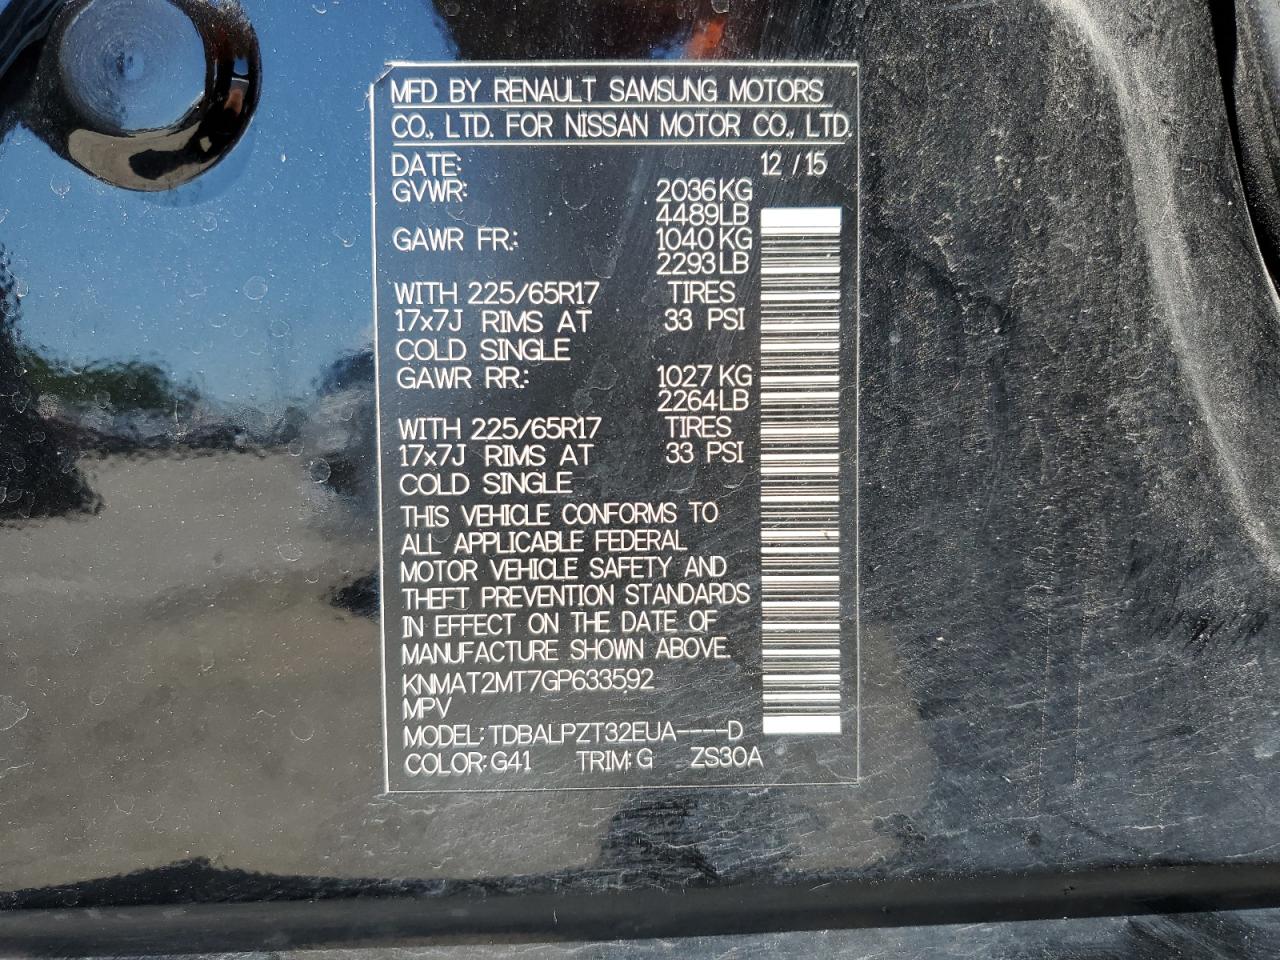 MFD BY RENAULT SAMSUNG MOTORS
CO., LTD. FOR NISSAN MOTOR CO., LTD.
DATE: 12 /15
GVWR: 2036KG
4489LB
GAWR FR.: 1040KG
2293LB
WITH 225/65R17 TIRES
17x7J RIMS AT 33 PSI
COLD SINGLE
GAWR RR.: 1027KG
2264LB
WITH 225/65R17 TIRES
17x7J RIMS AT 33 PSI
COLD SINGLE
THIS VEHICLE CONFORMS TO
ALL APPLICABLE FEDERAL
MOTOR VEHICLE SAFETY AND
THEFT PREVENTION STANDARDS
IN EFFECT ON THE DATE OF
MANUFACTURE SHOWN ABOVE.
KNMAT2MT7GP633592
MPV
MODEL: TDBALPZT32EUA----D
COLOR: G41 TRIM: G ZS30A